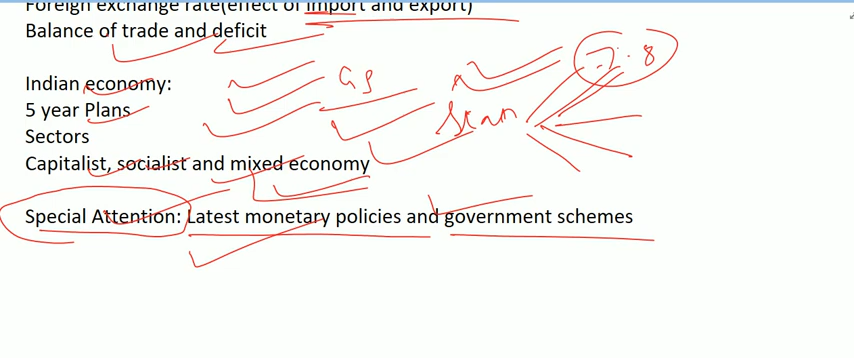 Foreign exchange rate(effect of import and export)
Balance of trade and deficit
Indian economy:
5 year Plans
Sectors
Capitalist, socialist and mixed economy
Special Attention: Latest monetary policies and government schemes